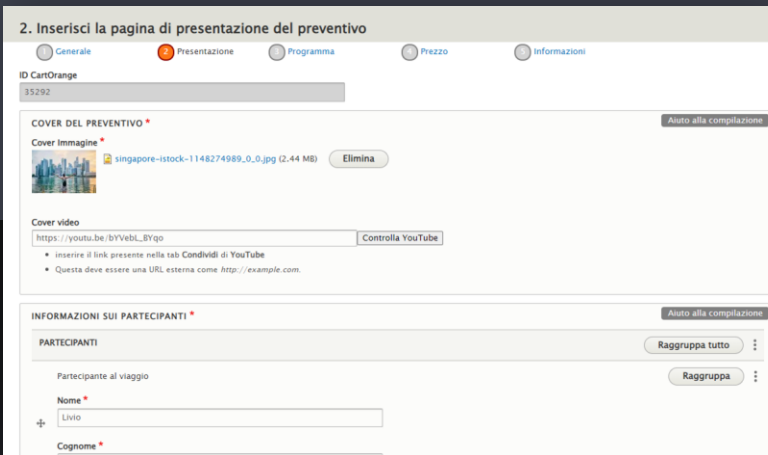 2. Inserisci la pagina di presentazione del preventivo
1 Generale 2 Presentazione 3 Programma 4 Prezzo 5 Informazioni
ID CartOrange
35292
COVER DEL PREVENTIVO *
Aiuto alla compilazione
Cover Immagine *
singapore-istock-1148274989_0_0.jpg (2.44 MB) Elimina
Cover video
https://youtu.be/bYVebL_BYqo Controlla YouTube
inserire il link presente nella tab Condividi di YouTube
Questa deve essere una URL esterna come http://example.com.
INFORMAZIONI SUI PARTECIPANTI *
Aiuto alla compilazione
PARTECIPANTI Raggruppa tutto
Partecipante al viaggio Raggruppa
Nome *
Livio
Cognome *